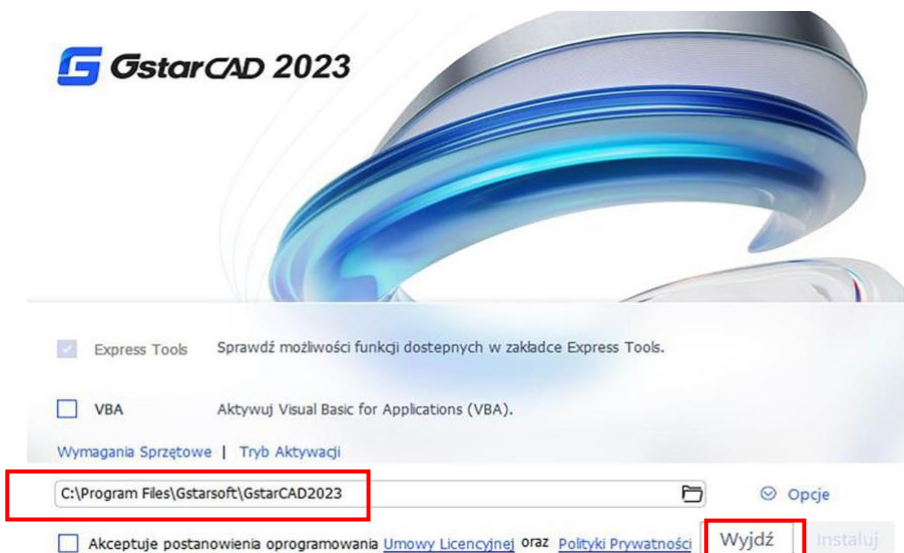 GstarCAD 2023
Express Tools Sprawdź możliwości funkcji dostepnych w zakładce Express Tools.
VBA Aktywuj Visual Basic for Applications (VBA).
Wymagania Sprzętowe | Tryb Aktywacji
C:\Program Files\Gstarsoft\GstarCAD2023 Opcje
Akceptuje postanowienia oprogramowania Umowy Licencyjnej oraz Polityki Prywatności Wyjdź Instaluj